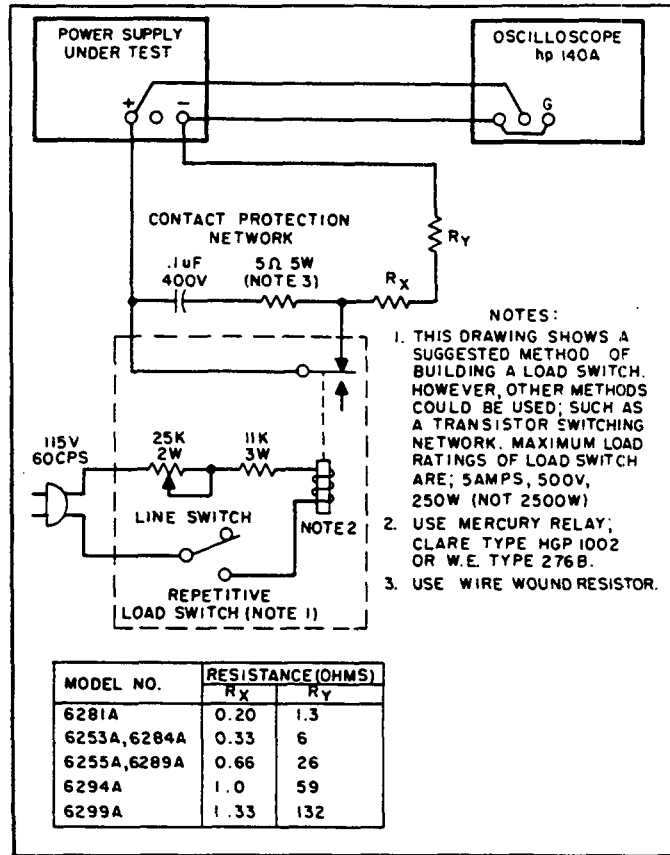 POWER SUPPLY
UNDER TEST
OSCILLOSCOPE
hp 140A
+
-
G
CONTACT PROTECTION
NETWORK
.1uF
400V
5Ω 5W
(NOTE 3)
RX
RY
115V
60CPS
25K
2W
11K
3W
LINE SWITCH
NOTE 2
REPETITIVE
LOAD SWITCH (NOTE 1)
NOTES:
1. THIS DRAWING SHOWS A
SUGGESTED METHOD OF
BUILDING A LOAD SWITCH.
HOWEVER, OTHER METHODS
COULD BE USED; SUCH AS
A TRANSISTOR SWITCHING
NETWORK. MAXIMUM LOAD
RATINGS OF LOAD SWITCH
ARE; 5AMPS, 500V,
250W (NOT 2500W)
2. USE MERCURY RELAY;
CLARE TYPE HGP 1002
OR W.E. TYPE 276B.
3. USE WIRE WOUND RESISTOR.
MODEL NO. RESISTANCE(OHMS)
RX RY
6281A 0.20 1.3
6253A,6284A 0.33 6
6255A,6289A 0.66 26
6294A 1.0 59
6299A 1.33 132